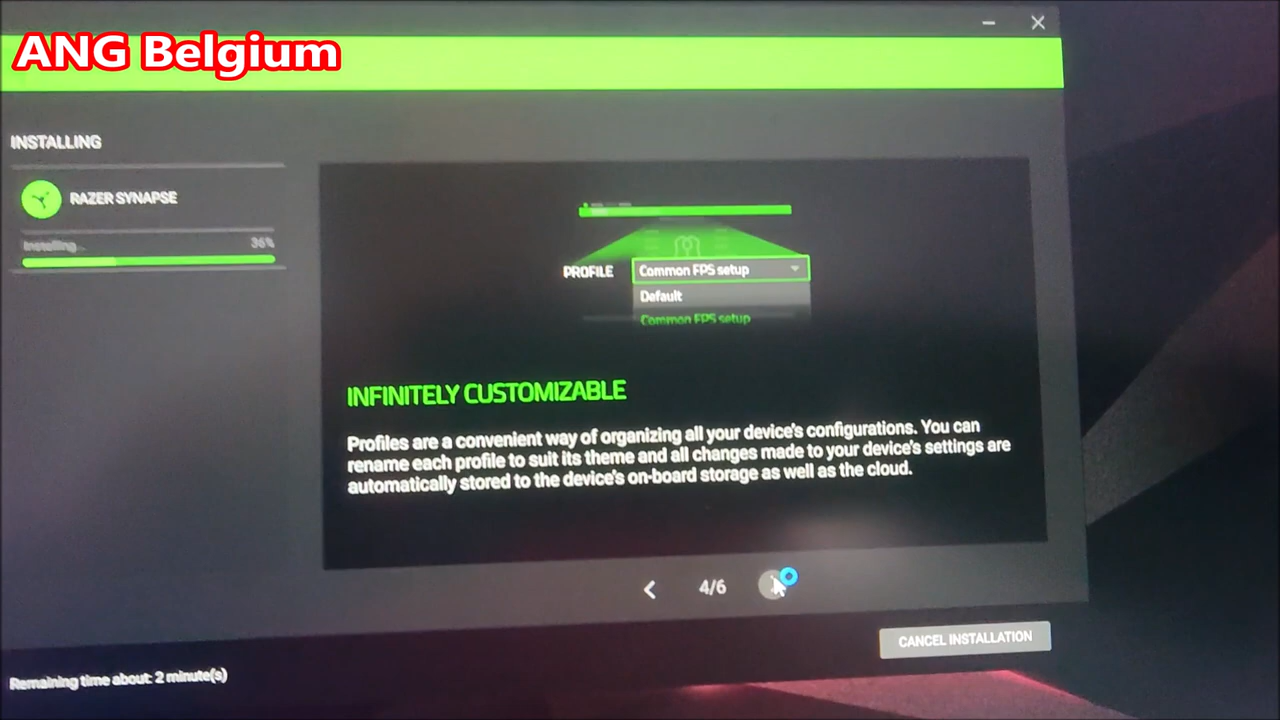 ANG Belgium
INSTALLING
RAZER SYNAPSE
Installing...
36%
PROFILE
Common FPS setup
Default
Common FPS setup
INFINITELY CUSTOMIZABLE
Profiles are a convenient way of organizing all your device's configurations. You can
rename each profile to suit its theme and all changes made to your device's settings are
automatically stored to the device's on-board storage as well as the cloud.
4/6
CANCEL INSTALLATION
Remaining time about: 2 minute(s)